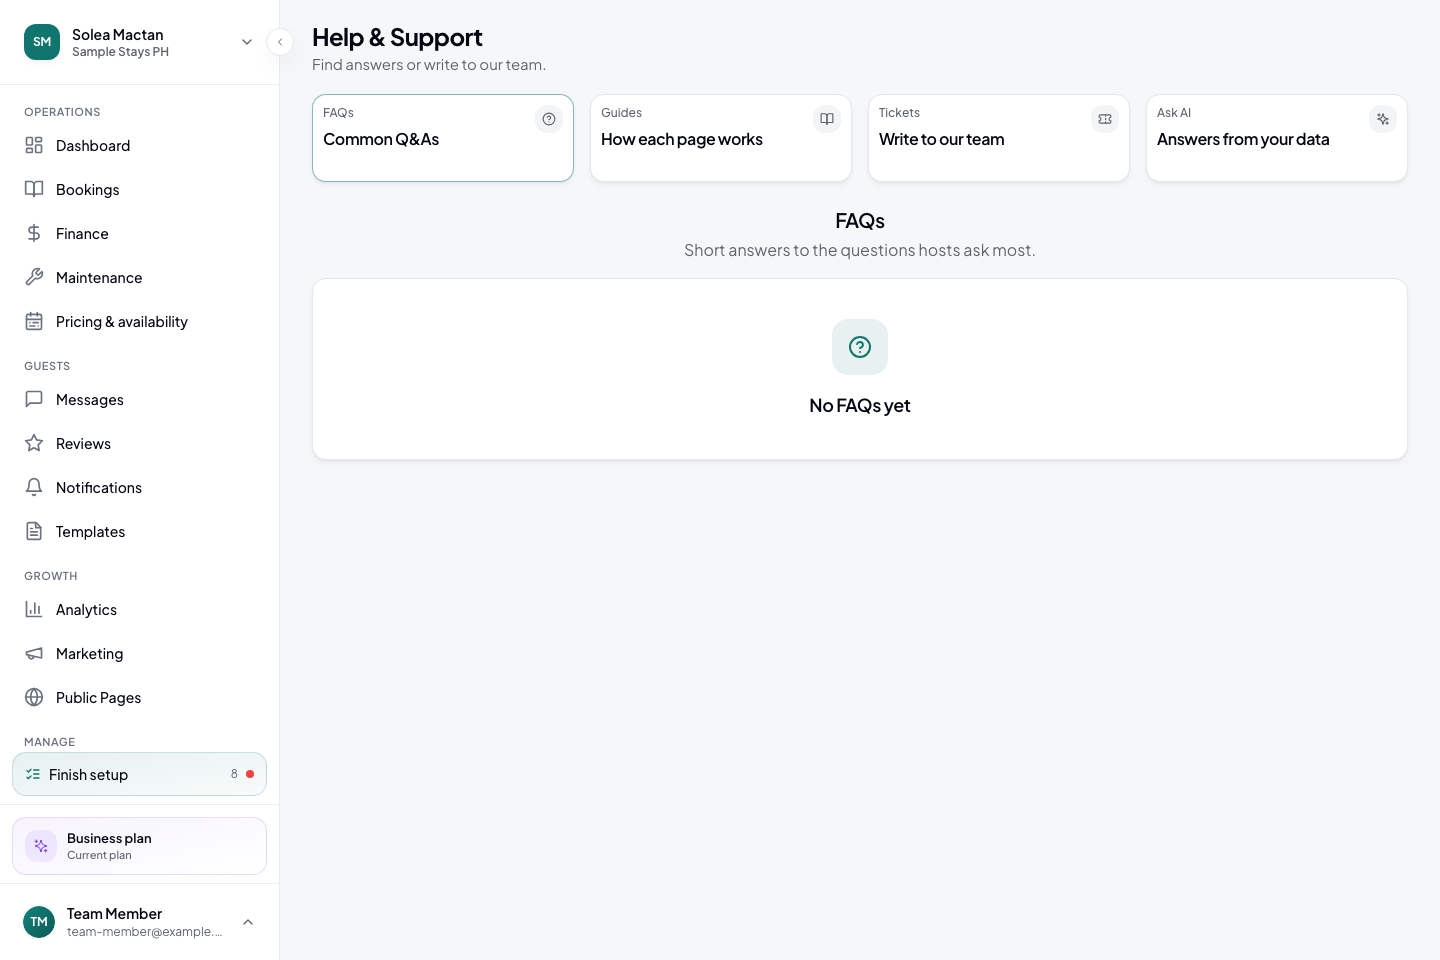 SM
Solea Mactan
Sample Stays PH
OPERATIONS
Dashboard
Bookings
Finance
Maintenance
Pricing & availability
GUESTS
Messages
Reviews
Notifications
Templates
GROWTH
Analytics
Marketing
Public Pages
MANAGE
Finish setup 8
Business plan
Current plan
TM
Team Member
team-member@example....
Help & Support
Find answers or write to our team.
FAQs
Common Q&As
Guides
How each page works
Tickets
Write to our team
Ask AI
Answers from your data
FAQs
Short answers to the questions hosts ask most.
No FAQs yet